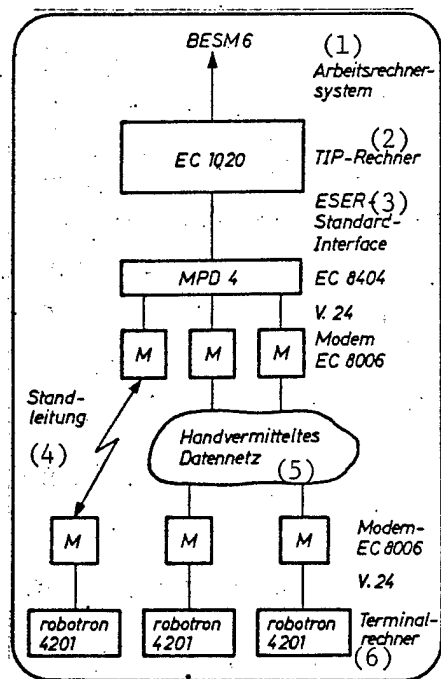 BESM6 (1)
Arbeitsrechner-
system
EC 1020
(2)
TIP-Rechner
ESER-(3)
Standard-
Interface
MPD 4
EC 8404
V. 24
M M M
Modem
EC 8006
Stand-
leitung
(4)
Handvermitteltes
Datennetz
(5)
M M M
Modem-
EC 8006
V. 24
robotron
4201
robotron
4201
robotron
4201
Terminal-
rechner
(6)